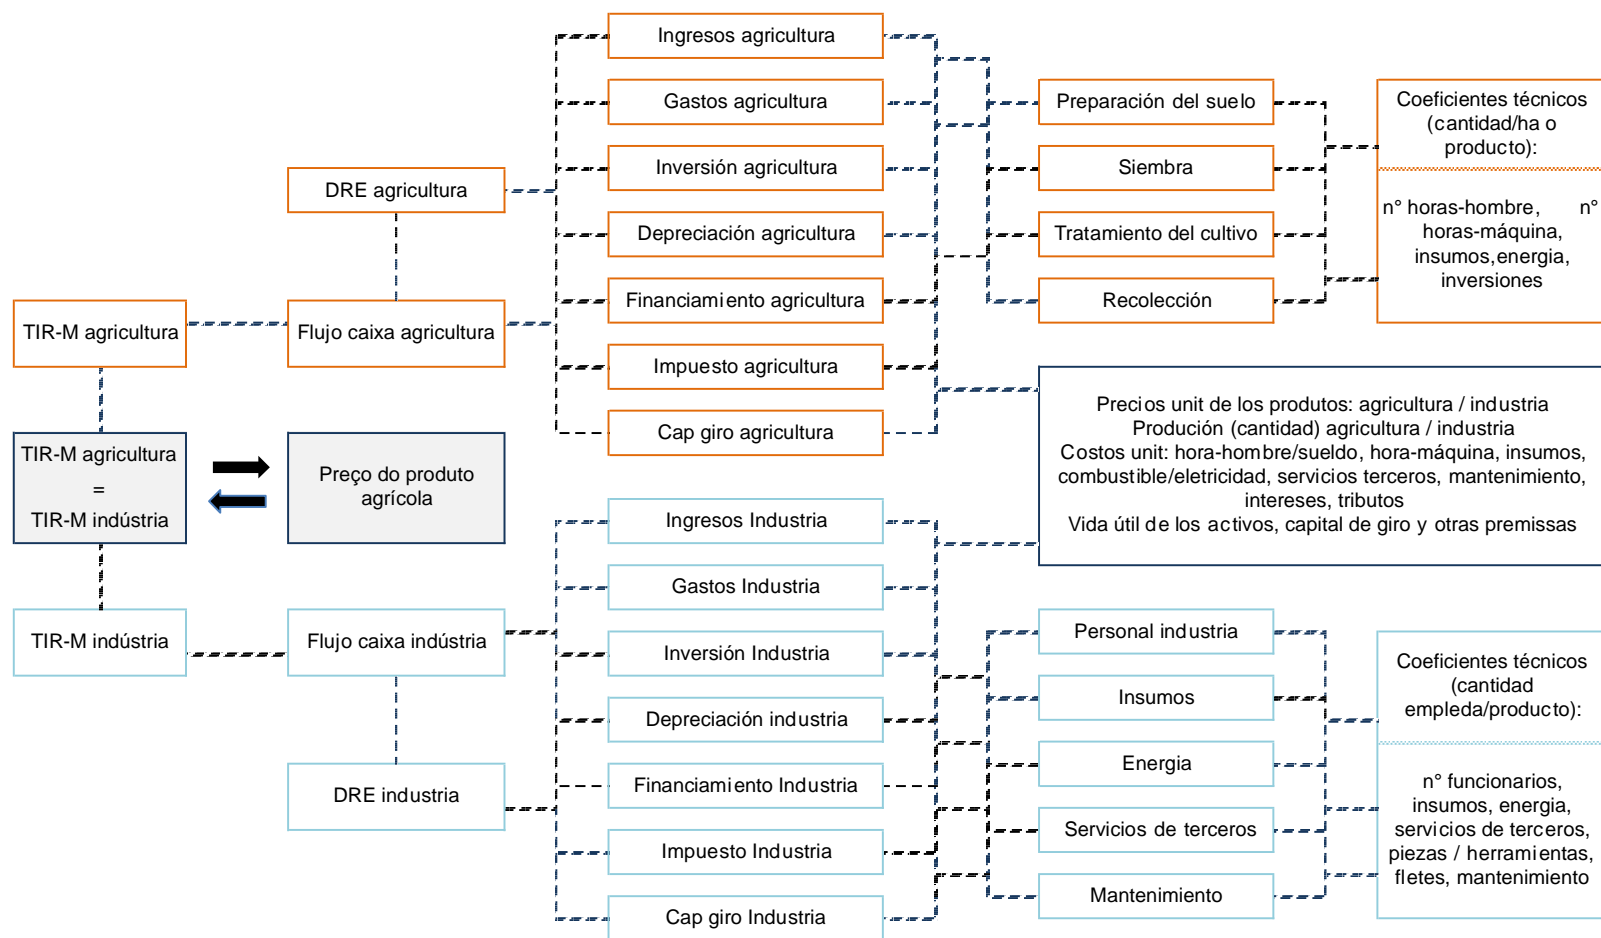 Ingresos agricultura
Gastos agricultura
Inversión agricultura
Depreciación agricultura
Financiamiento agricultura
Impuesto agricultura
Cap giro agricultura
DRE agricultura
Flujo caixa agricultura
TIR-M agricultura
Preparación del suelo
Siembra
Tratamiento del cultivo
Recolección
Coeficientes técnicos
(cantidad/ha o
producto):
n° horas-hombre, n°
horas-máquina,
insumos,energia,
inversiones
TIR-M agricultura
=
TIR-M indústria
Preço do produto
agrícola
Precios unit de los produtos: agricultura / industria
Produción (cantidad) agricultura / industria
Costos unit: hora-hombre/sueldo, hora-máquina, insumos,
combustible/eletricidad, servicios terceros, mantenimiento,
intereses, tributos
Vida útil de los activos, capital de giro y otras premissas
TIR-M indústria
Flujo caixa indústria
DRE industria
Ingresos Industria
Gastos Industria
Inversión Industria
Depreciación industria
Financiamiento Industria
Impuesto Industria
Cap giro Industria
Personal industria
Insumos
Energia
Servicios de terceros
Mantenimiento
Coeficientes técnicos
(cantidad
empleda/producto):
n° funcionarios,
insumos, energia,
servicios de terceros,
piezas / herramientas,
fletes, mantenimiento